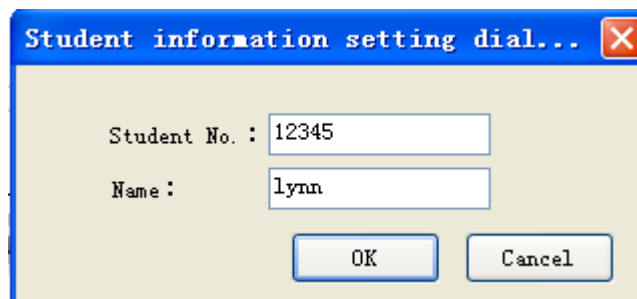 Student information setting dial...
Student No.: 12345
Name: lynn
OK Cancel